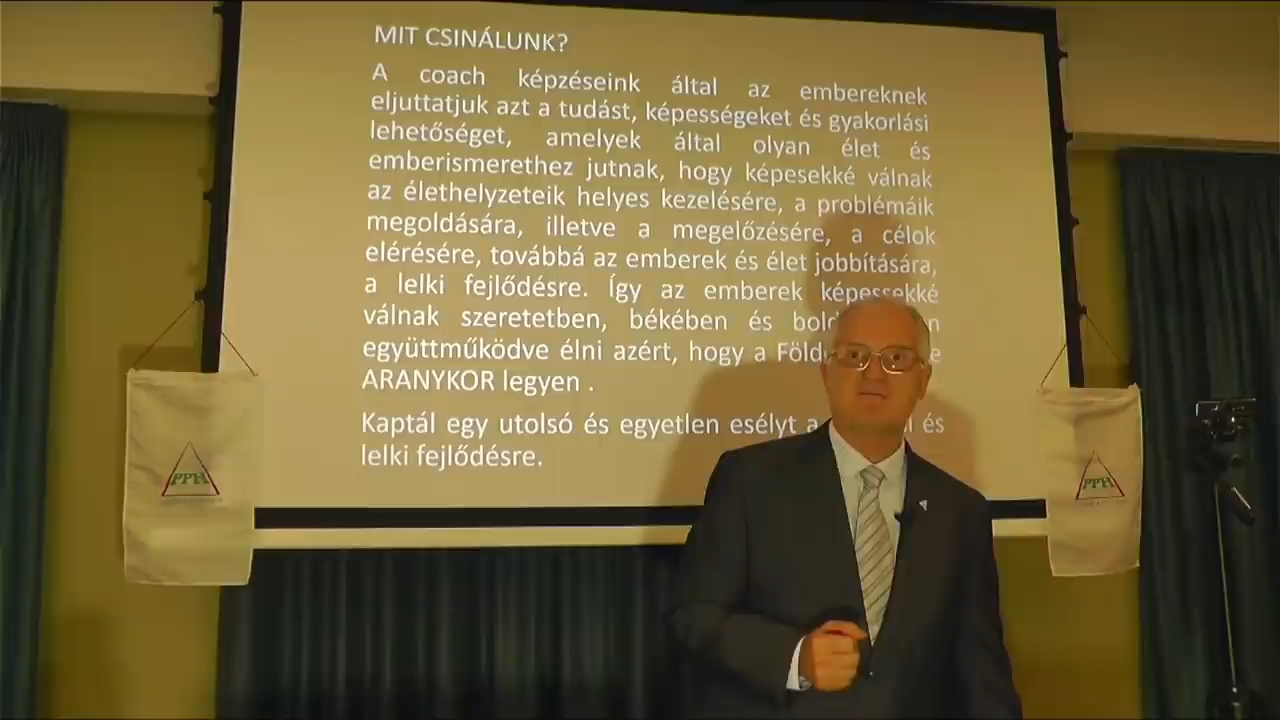 MIT CSINÁLUNK?
A coach képzéseink által az embereknek
eljuttatjuk azt a tudást, képességeket és gyakorlási
lehetőséget, amelyek által olyan élet és
emberismerethez jutnak, hogy képesekké válnak
az élethelyzeteik helyes kezelésére, a problémáik
megoldására, illetve a megelőzésére, a célok
elérésére, továbbá az emberek és élet jobbítására,
a lelki fejlődésre. Így az emberek képessekké
válnak szeretetben, békében és
együttműködve élni azért, hogy a
ARANYKOR legyen .
Kaptál egy utolsó és egyetlen esélyt és
lelki fejlődésre.
PPH
PPH